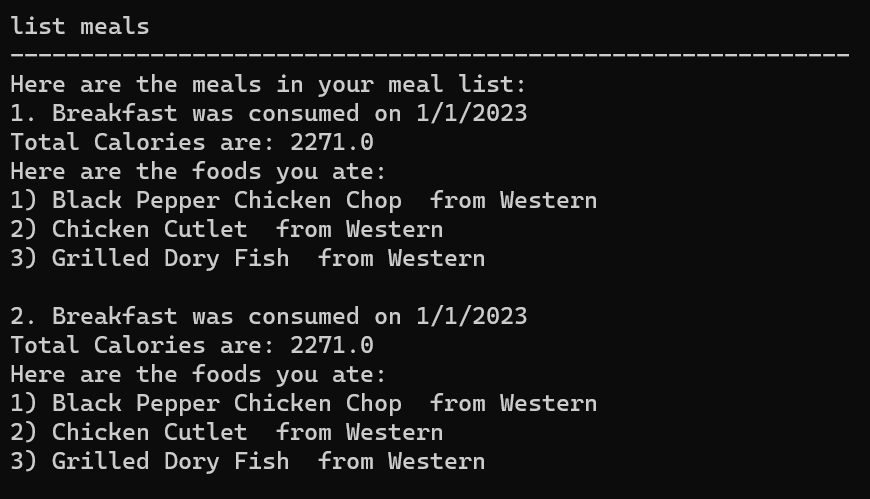 list meals
____________________________________________________________
Here are the meals in your meal list:
1. Breakfast was consumed on 1/1/2023
Total Calories are: 2271.0
Here are the foods you ate:
1) Black Pepper Chicken Chop  from Western
2) Chicken Cutlet  from Western
3) Grilled Dory Fish  from Western

2. Breakfast was consumed on 1/1/2023
Total Calories are: 2271.0
Here are the foods you ate:
1) Black Pepper Chicken Chop  from Western
2) Chicken Cutlet  from Western
3) Grilled Dory Fish  from Western